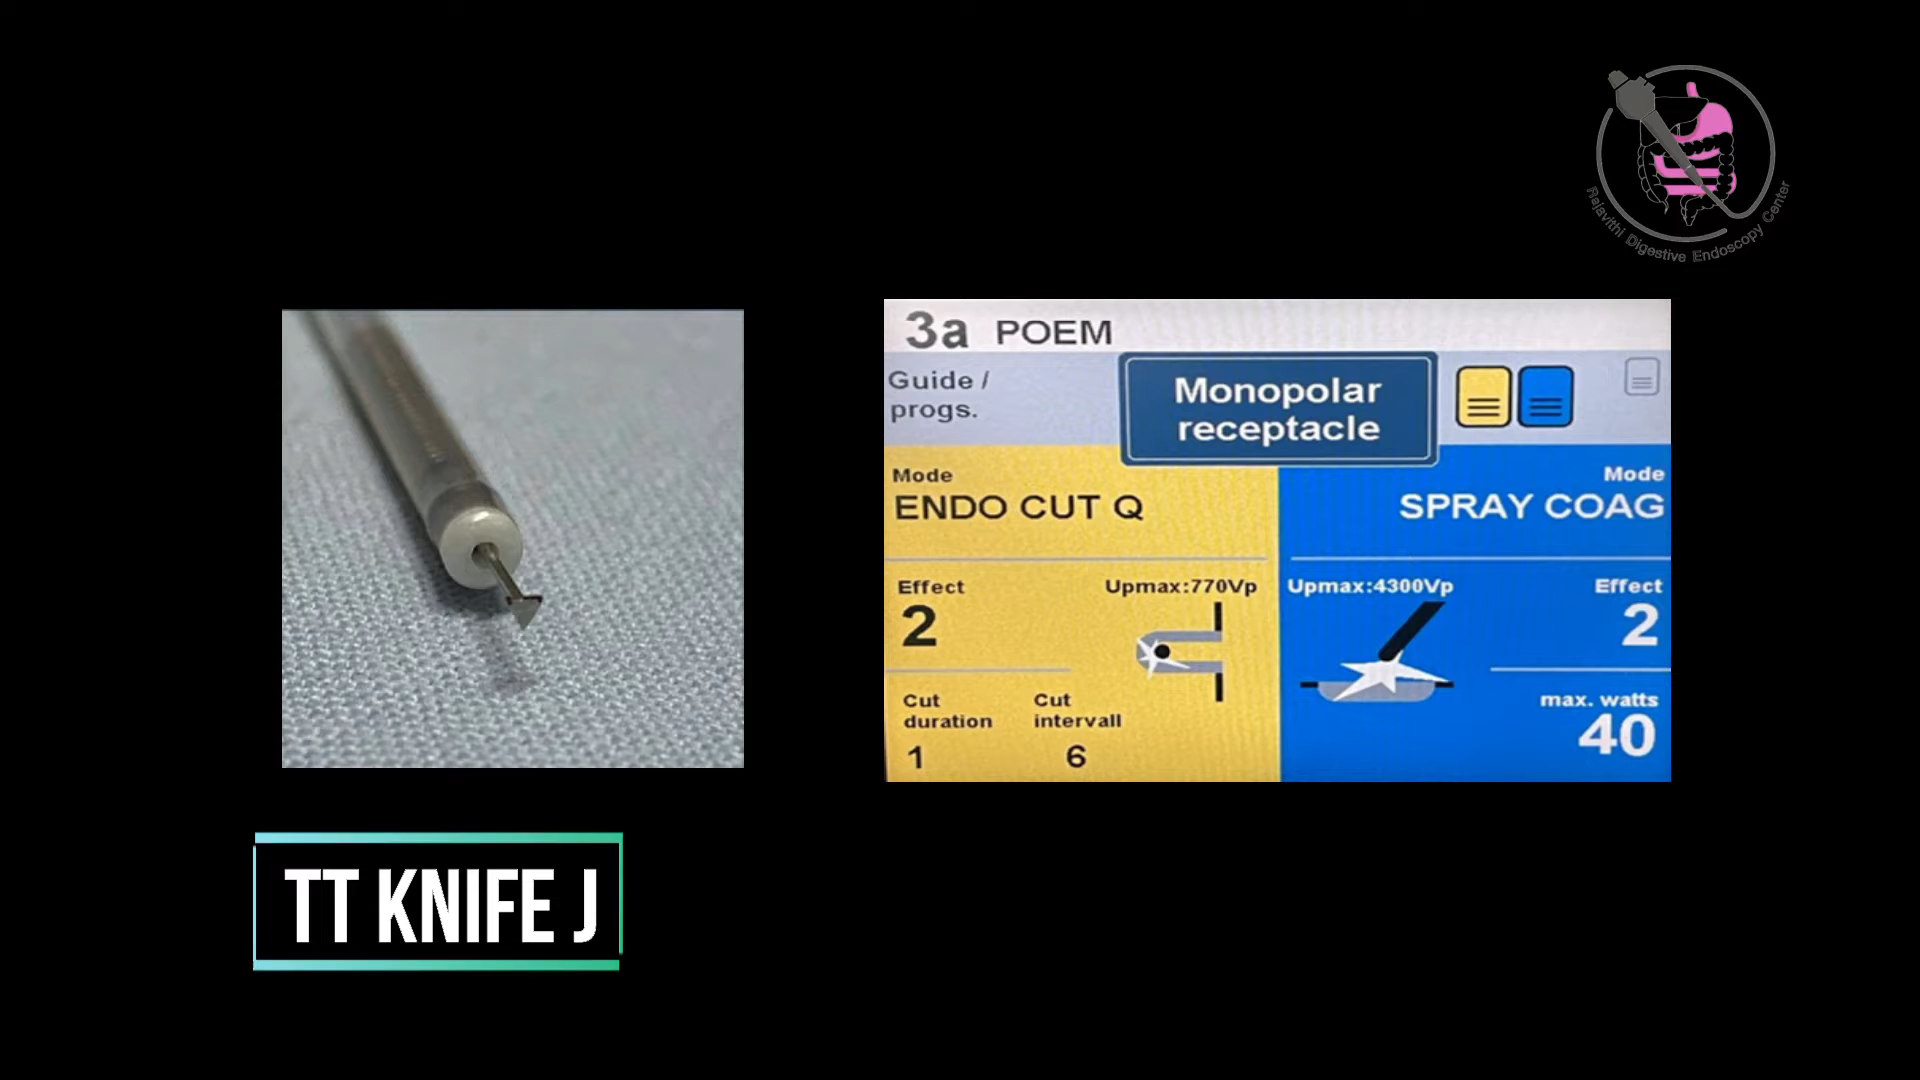 Rajavithi Digestive Endoscopy Center
3a POEM
Guide /
progs.
Monopolar
receptacle
Mode
ENDO CUT Q
Mode
SPRAY COAG
Effect
2
Upmax:770Vp
Upmax:4300Vp
Effect
2
Cut
duration
1
Cut
intervall
6
max. watts
40
TT KNIFE J